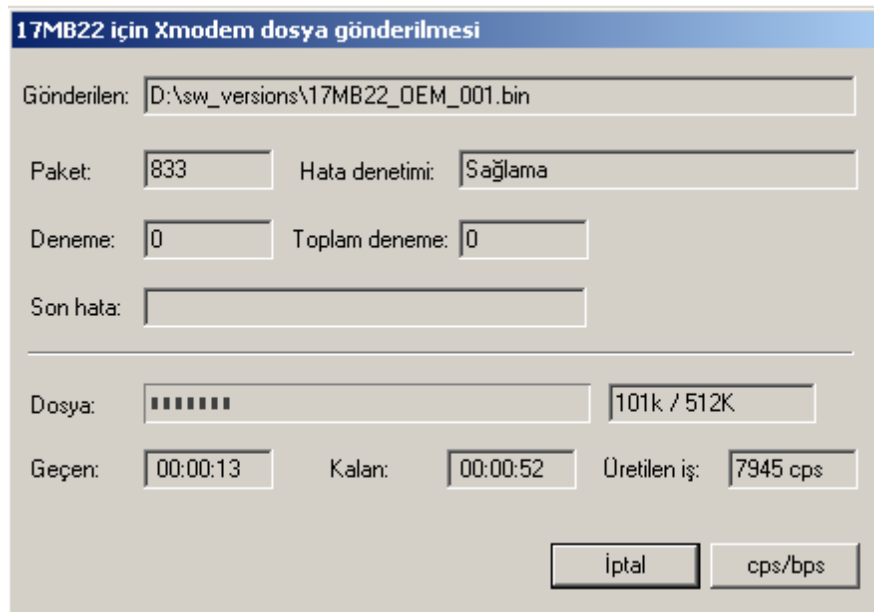 17MB22 için Xmodem dosya gönderilmesi
Gönderilen: D:\sw_versions\17MB22_OEM_001.bin
Paket: 833 Hata denetimi: Sağlama
Deneme: 0 Toplam deneme: 0
Son hata:
Dosya: 101k / 512K
Geçen: 00:00:13 Kalan: 00:00:52 Üretilen iş: 7945 cps
İptal cps/bps